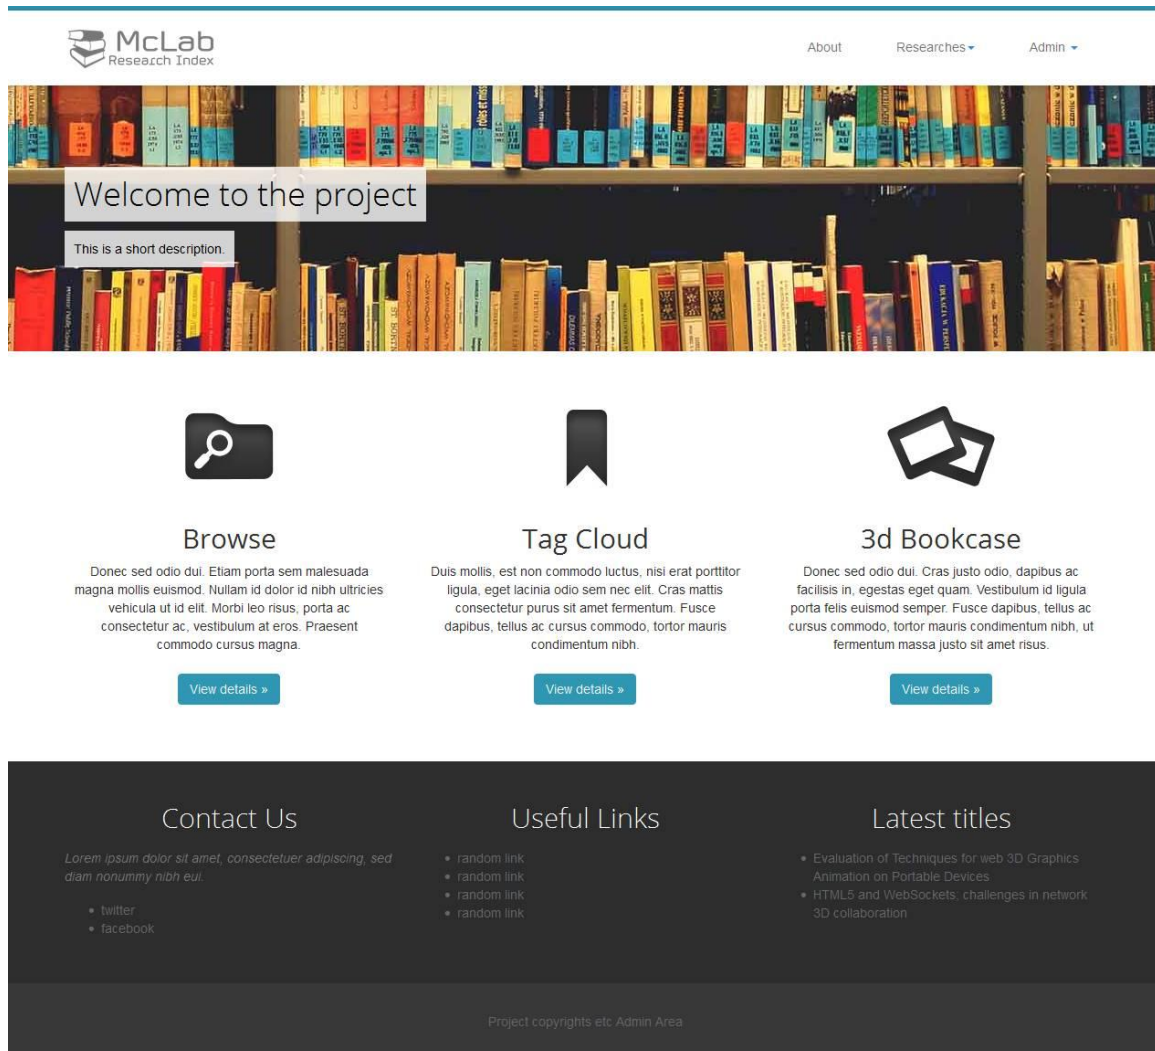 McLab
Research Index
About
Researches
Admin
Welcome to the project
This is a short description.
Browse
Donec sed odio dui. Etiam porta sem malesuada
magna mollis euismod. Nullam id dolor id nibh ultricies
vehicula ut id elit. Morbi leo risus, porta ac
consectetur ac, vestibulum at eros. Praesent
commodo cursus magna.
View details »
Tag Cloud
Duis mollis, est non commodo luctus, nisi erat porttitor
ligula, eget lacinia odio sem nec elit. Cras mattis
consectetur purus sit amet fermentum. Fusce
dapibus, tellus ac cursus commodo, tortor mauris
condimentum nibh.
View details »
3d Bookcase
Donec sed odio dui. Cras justo odio, dapibus ac
facilisis in, egestas eget quam. Vestibulum id ligula
porta felis euismod semper. Fusce dapibus, tellus ac
cursus commodo, tortor mauris condimentum nibh, ut
fermentum massa justo sit amet risus.
View details »
Contact Us
Lorem ipsum dolor sit amet, consectetuer adipiscing, sed
diam nonummy nibh eui.
twitter
facebook
Useful Links
random link
random link
random link
random link
Latest titles
Evaluation of Techniques for web 3D Graphics
Animation on Portable Devices
HTML5 and WebSockets; challenges in network
3D collaboration
Project copyrights etc Admin Area